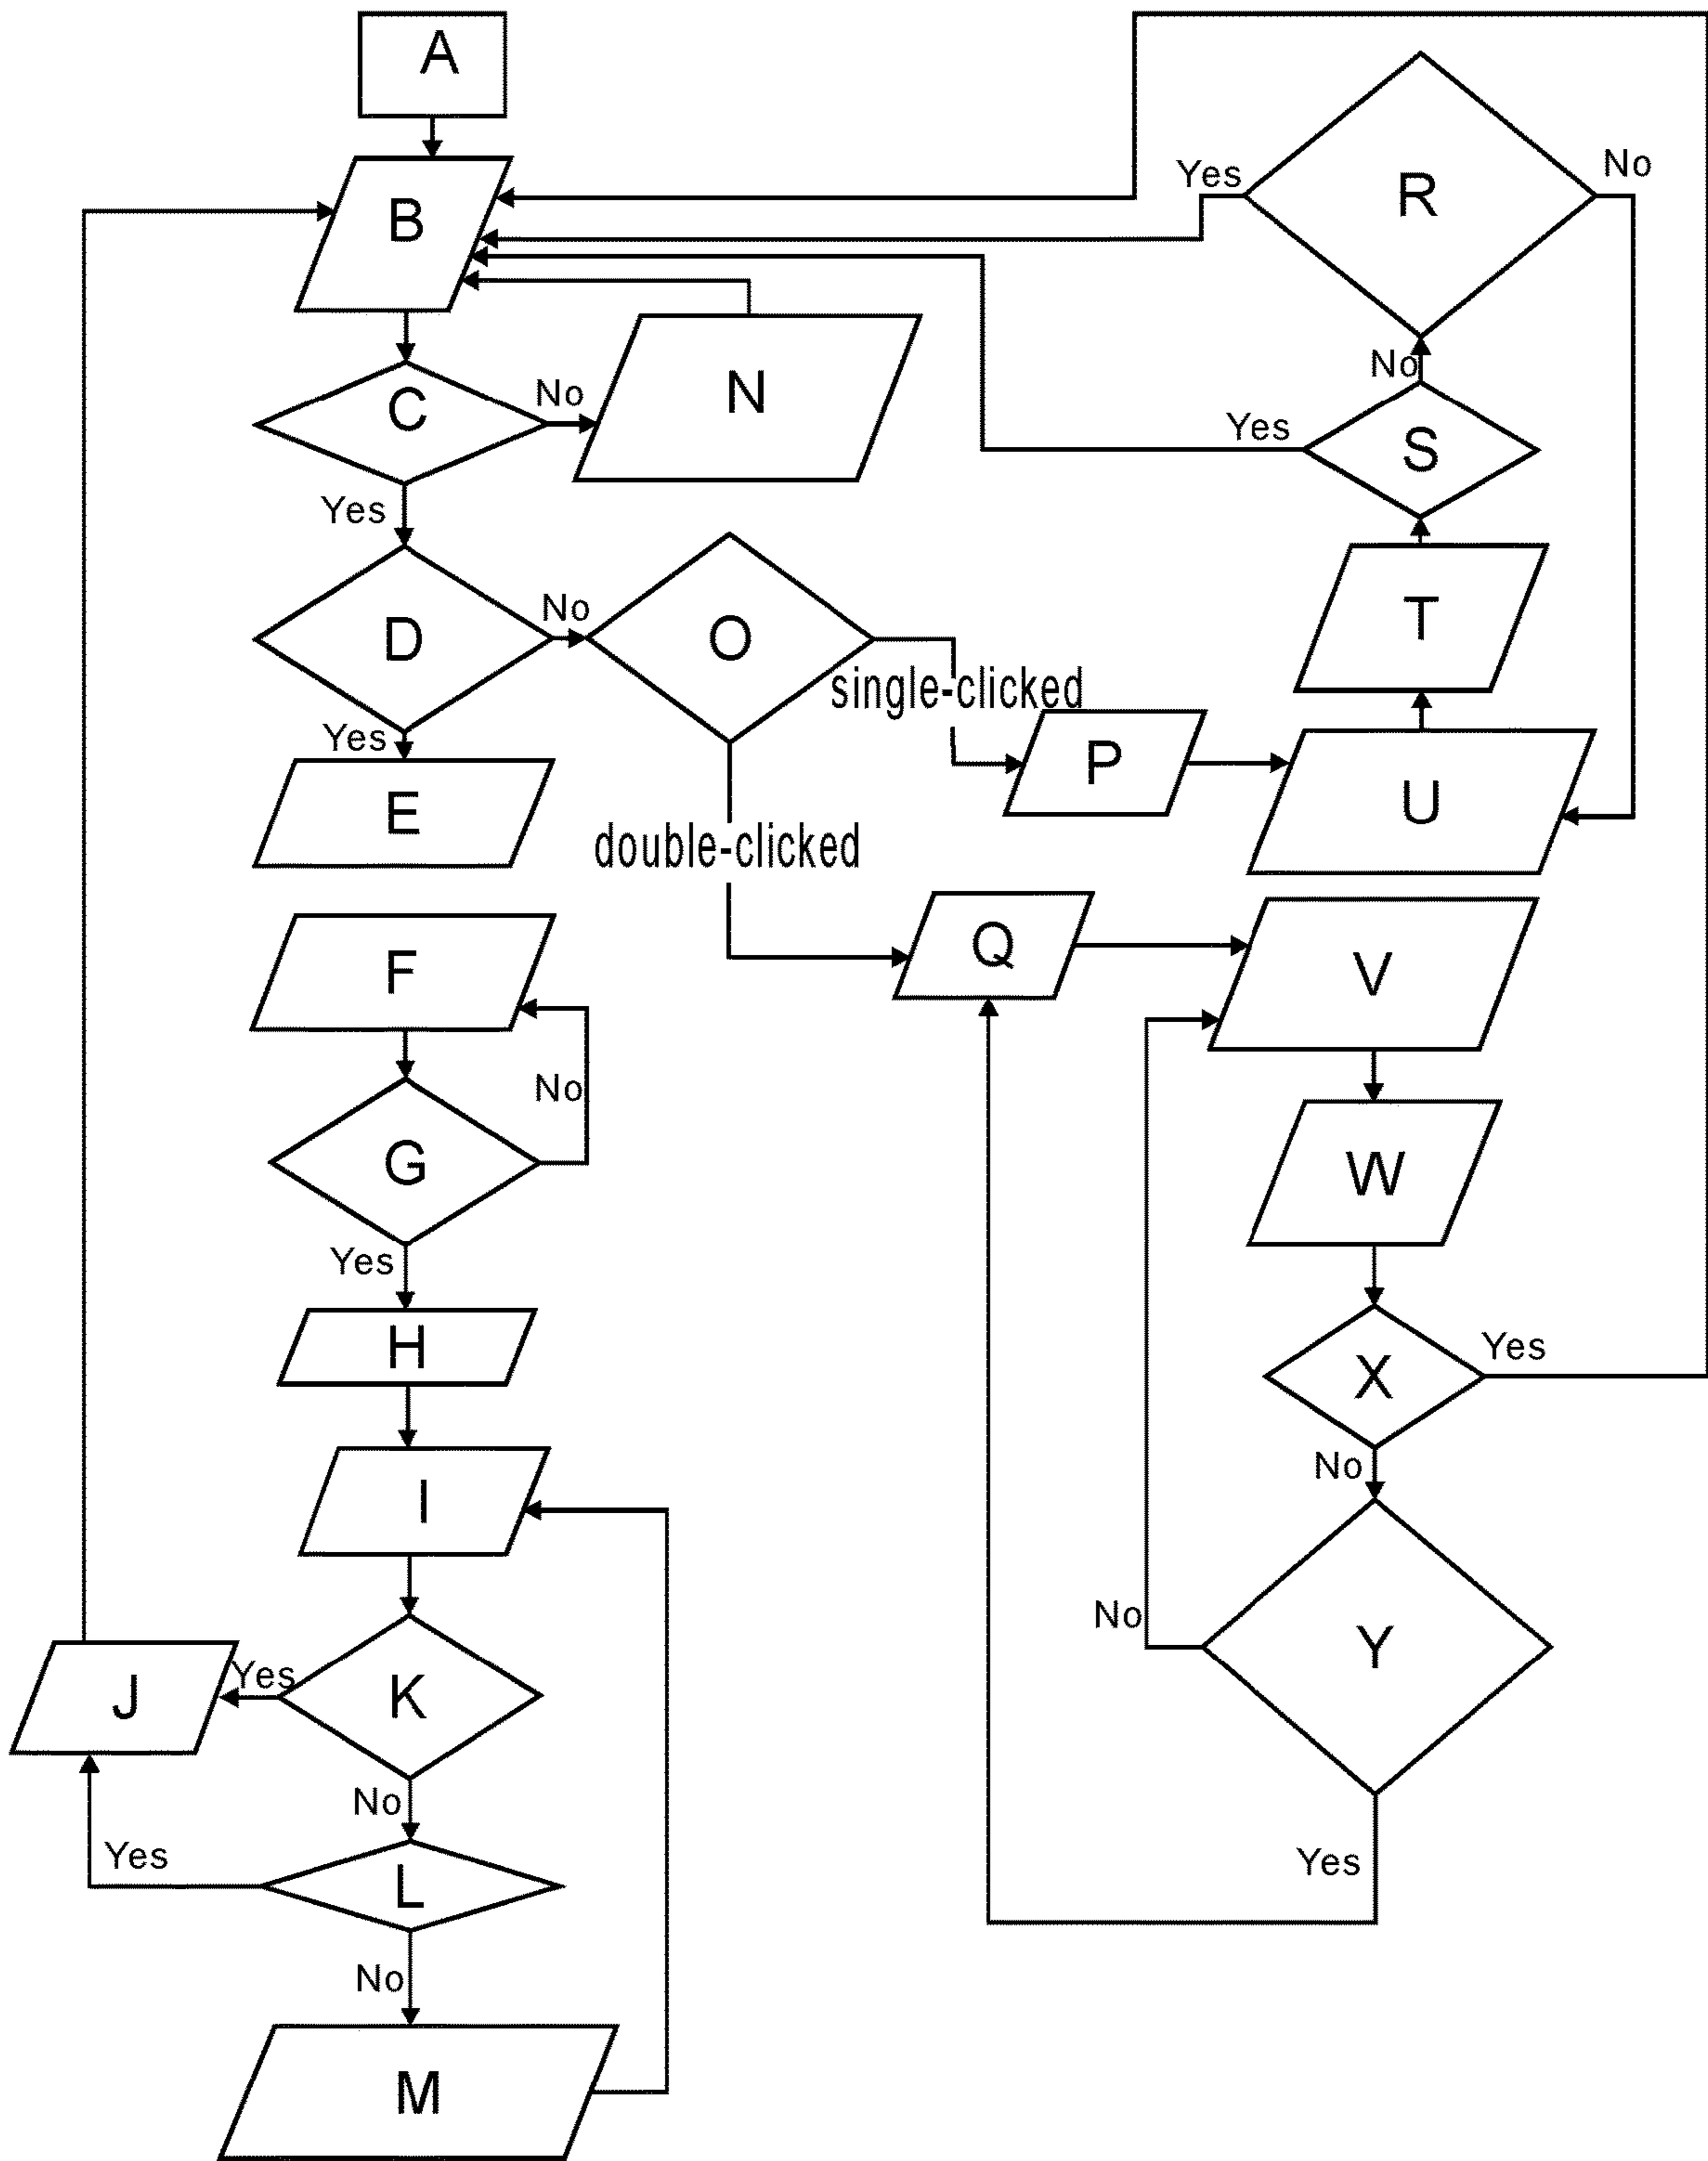 A
B
Yes
R
No
C
No
N
No
Yes
S
Yes
D
No
O
T
single-clicked
Yes
P
U
E
double-clicked
Q
V
F
No
G
W
Yes
H
X
Yes
No
I
No
Y
J
Yes
K
No
Yes
L
Yes
No
M